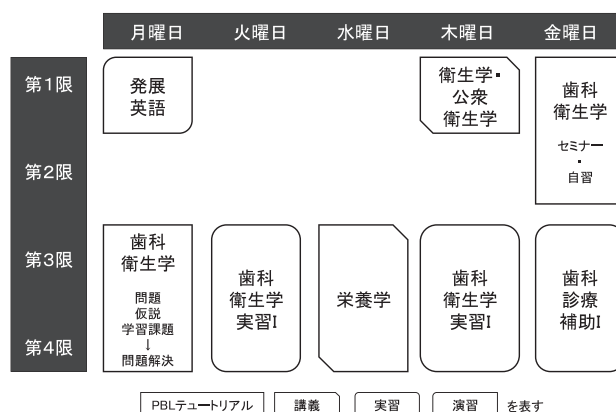 月曜日 火曜日 水曜日 木曜日 金曜日
第1限
発展
英語
衛生学・
公衆
衛生学
歯科
衛生学
セミナー
・
自習
第2限
第3限
第4限
歯科
衛生学
問題
仮説
学習課題
↓
問題解決
歯科
衛生学
実習I
栄養学
歯科
衛生学
実習I
歯科
診療
補助I
PBLテュートリアル 講義 実習 演習 を表す